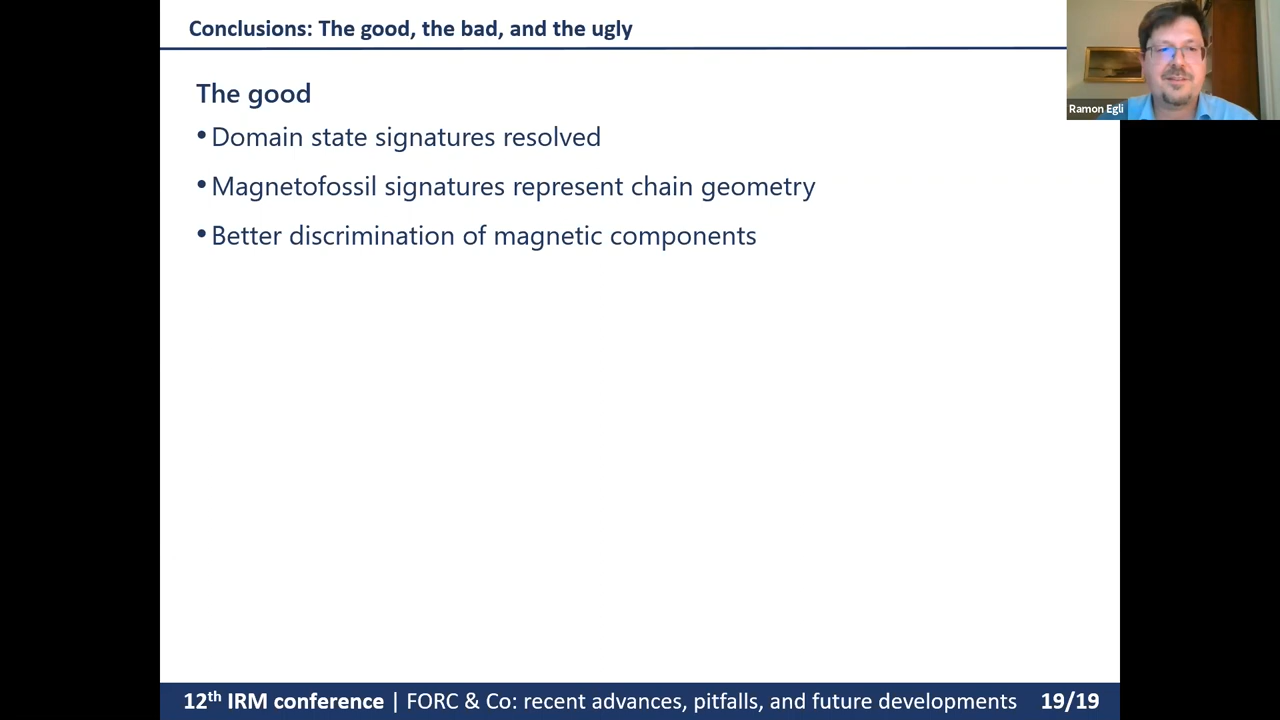 Conclusions: The good, the bad, and the ugly
Ramon Egli
The good
•Domain state signatures resolved
•Magnetofossil signatures represent chain geometry
•Better discrimination of magnetic components
12th IRM conference | FORC & Co: recent advances, pitfalls, and future developments 19/19